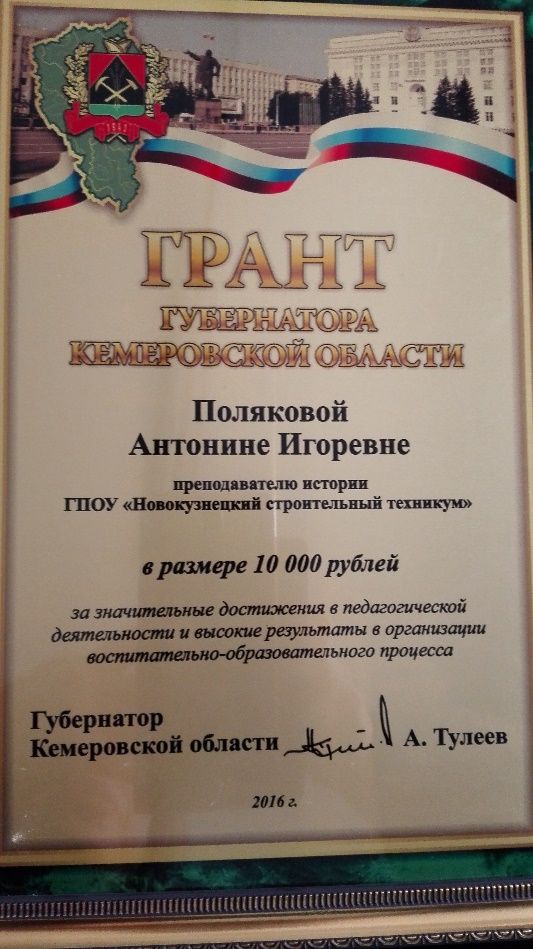 1943
ГРАНТ
ГУБЕРНАТОРА
КЕМЕРОВСКОЙ ОБЛАСТИ
Поляковой
Антонине Игоревне
преподавателю истории
ГПОУ «Новокузнецкий строительный техникум»
в размере 10 000 рублей
за значительные достижения в педагогической
деятельности и высокие результаты в организации
воспитательно-образовательного процесса
Губернатор
Кемеровской области А. Тулеев
2016 г.